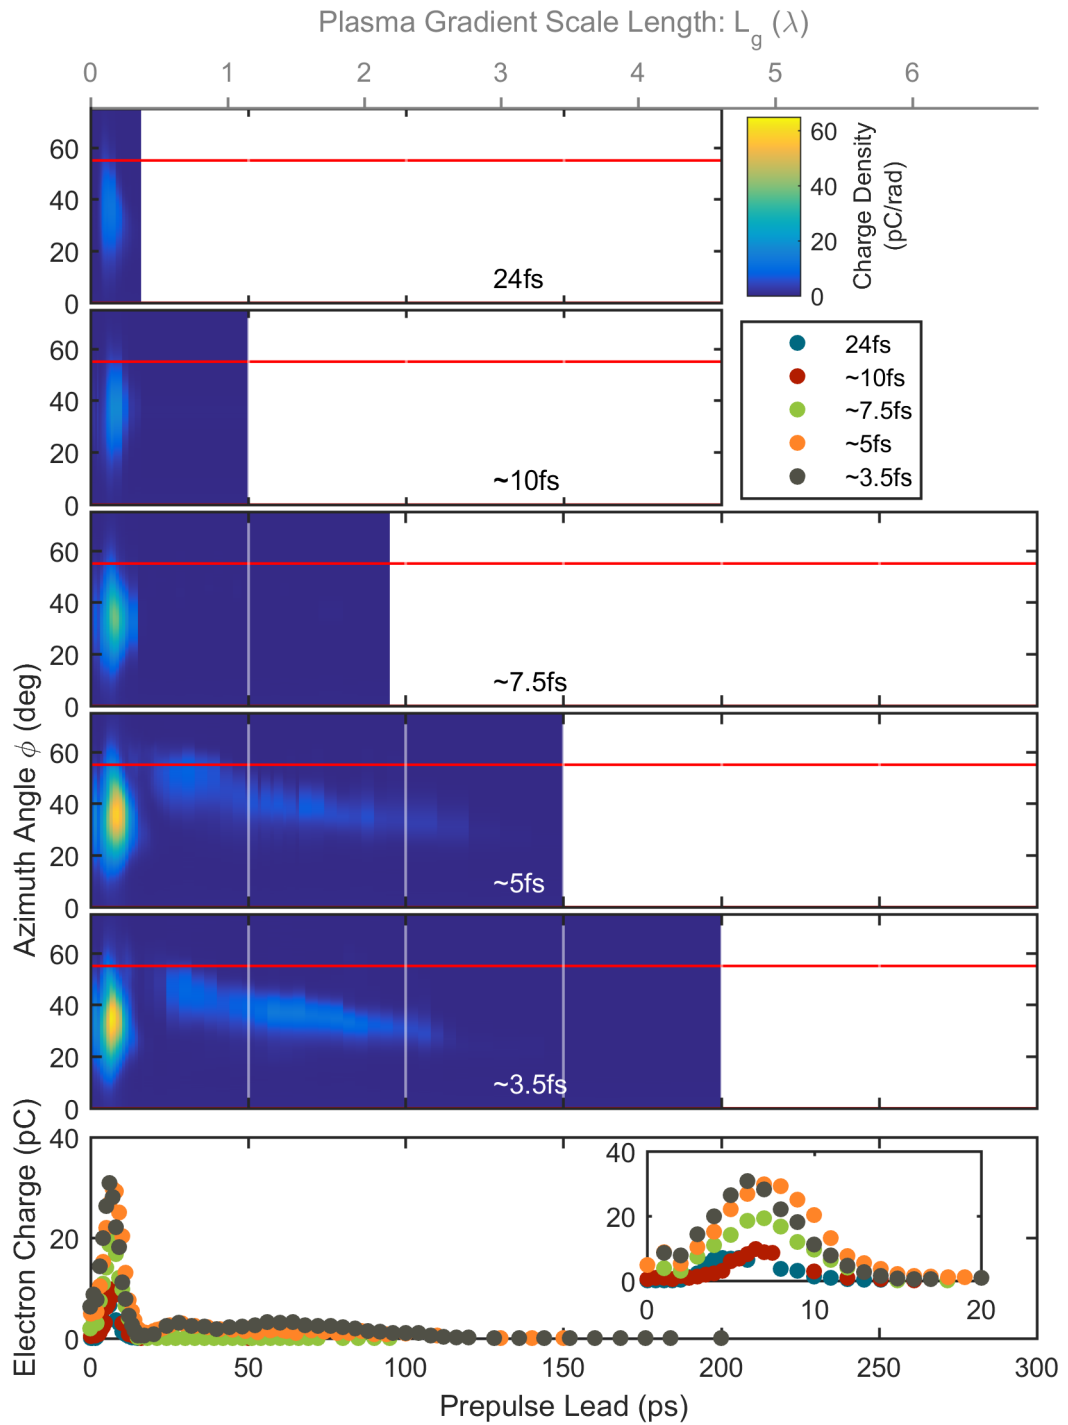 Plasma Gradient Scale Length: Lg (λ)
0 1 2 3 4 5 6
60
40
20
0
24fs
60
40
20
0
Charge Density
(pC/rad)
60
40
20
0
~10fs
24fs
~10fs
~7.5fs
~5fs
~3.5fs
60
40
20
0
~7.5fs
Azimuth Angle ϕ (deg)
60
40
20
0
~5fs
60
40
20
0
~3.5fs
Electron Charge (pC)
40
20
0
40
20
0
0 10 20
0 50 100 150 200 250 300
Prepulse Lead (ps)